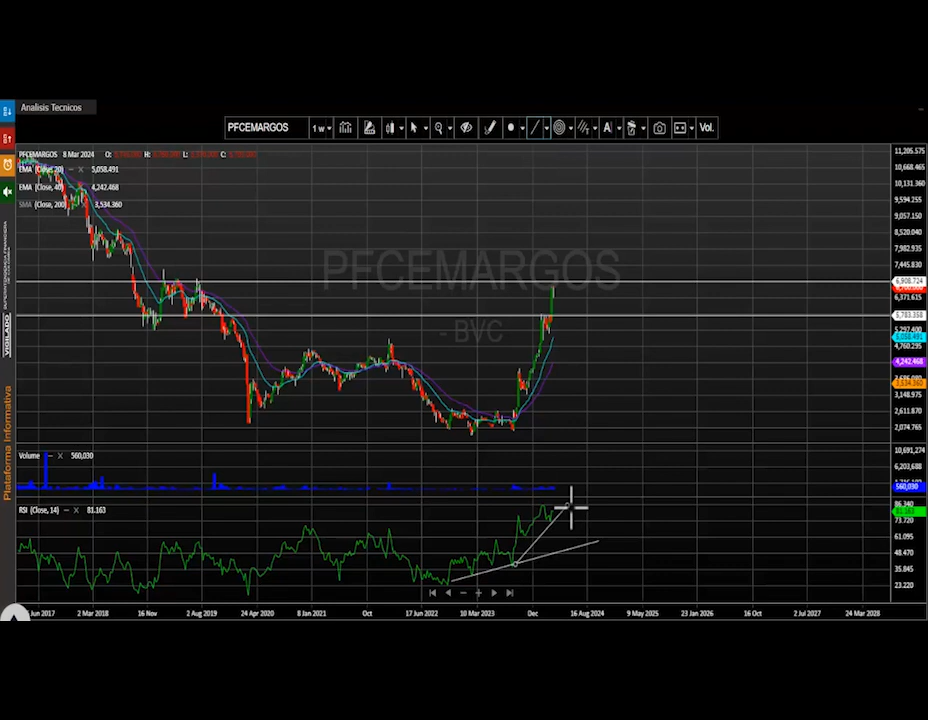 Analisis Tecnicos
PFCEMARGOS 1 w Vol.
PFCEMARGOS 8 Mar 2024 O: H: L: C:
EMA (Close, 20) 5,058.491
EMA (Close, 40) 4,242.468
SMA (Close, 200) 3,534.360
PFCEMARGOS
- BVC
11,205.575
10,668.465
10,131.360
9,594.255
9,057.150
8,520.040
7,982.935
7,445.830
6,908.724
6,371.615
5,783.358
5,297.400
5,058.491
4,760.295
4,242.468
3,534.360
3,148.975
2,611.870
2,074.765
Volume 560,030
10,691,274
6,203,688
560,030
RSI (Close, 14) 81.163
86.340
81.163
73.720
61.095
48.470
35.845
23.220
Jun 2017 2 Mar 2018 16 Nov 2 Aug 2019 24 Apr 2020 8 Jan 2021 Oct 17 Jun 2022 10 Mar 2023 Dec 16 Aug 2024 9 May 2025 23 Jan 2026 16 Oct 2 Jul 2027 24 Mar 2028
VIGILADO
Plataforma Informativa